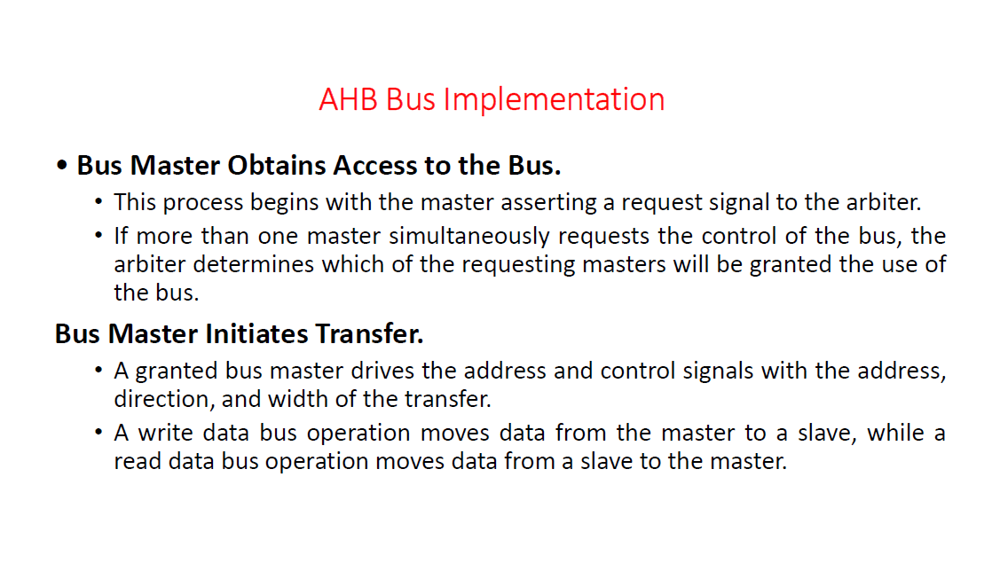 AHB Bus Implementation
• Bus Master Obtains Access to the Bus.
• This process begins with the master asserting a request signal to the arbiter.
• If more than one master simultaneously requests the control of the bus, the
arbiter determines which of the requesting masters will be granted the use of
the bus.
Bus Master Initiates Transfer.
• A granted bus master drives the address and control signals with the address,
direction, and width of the transfer.
• A write data bus operation moves data from the master to a slave, while a
read data bus operation moves data from a slave to the master.